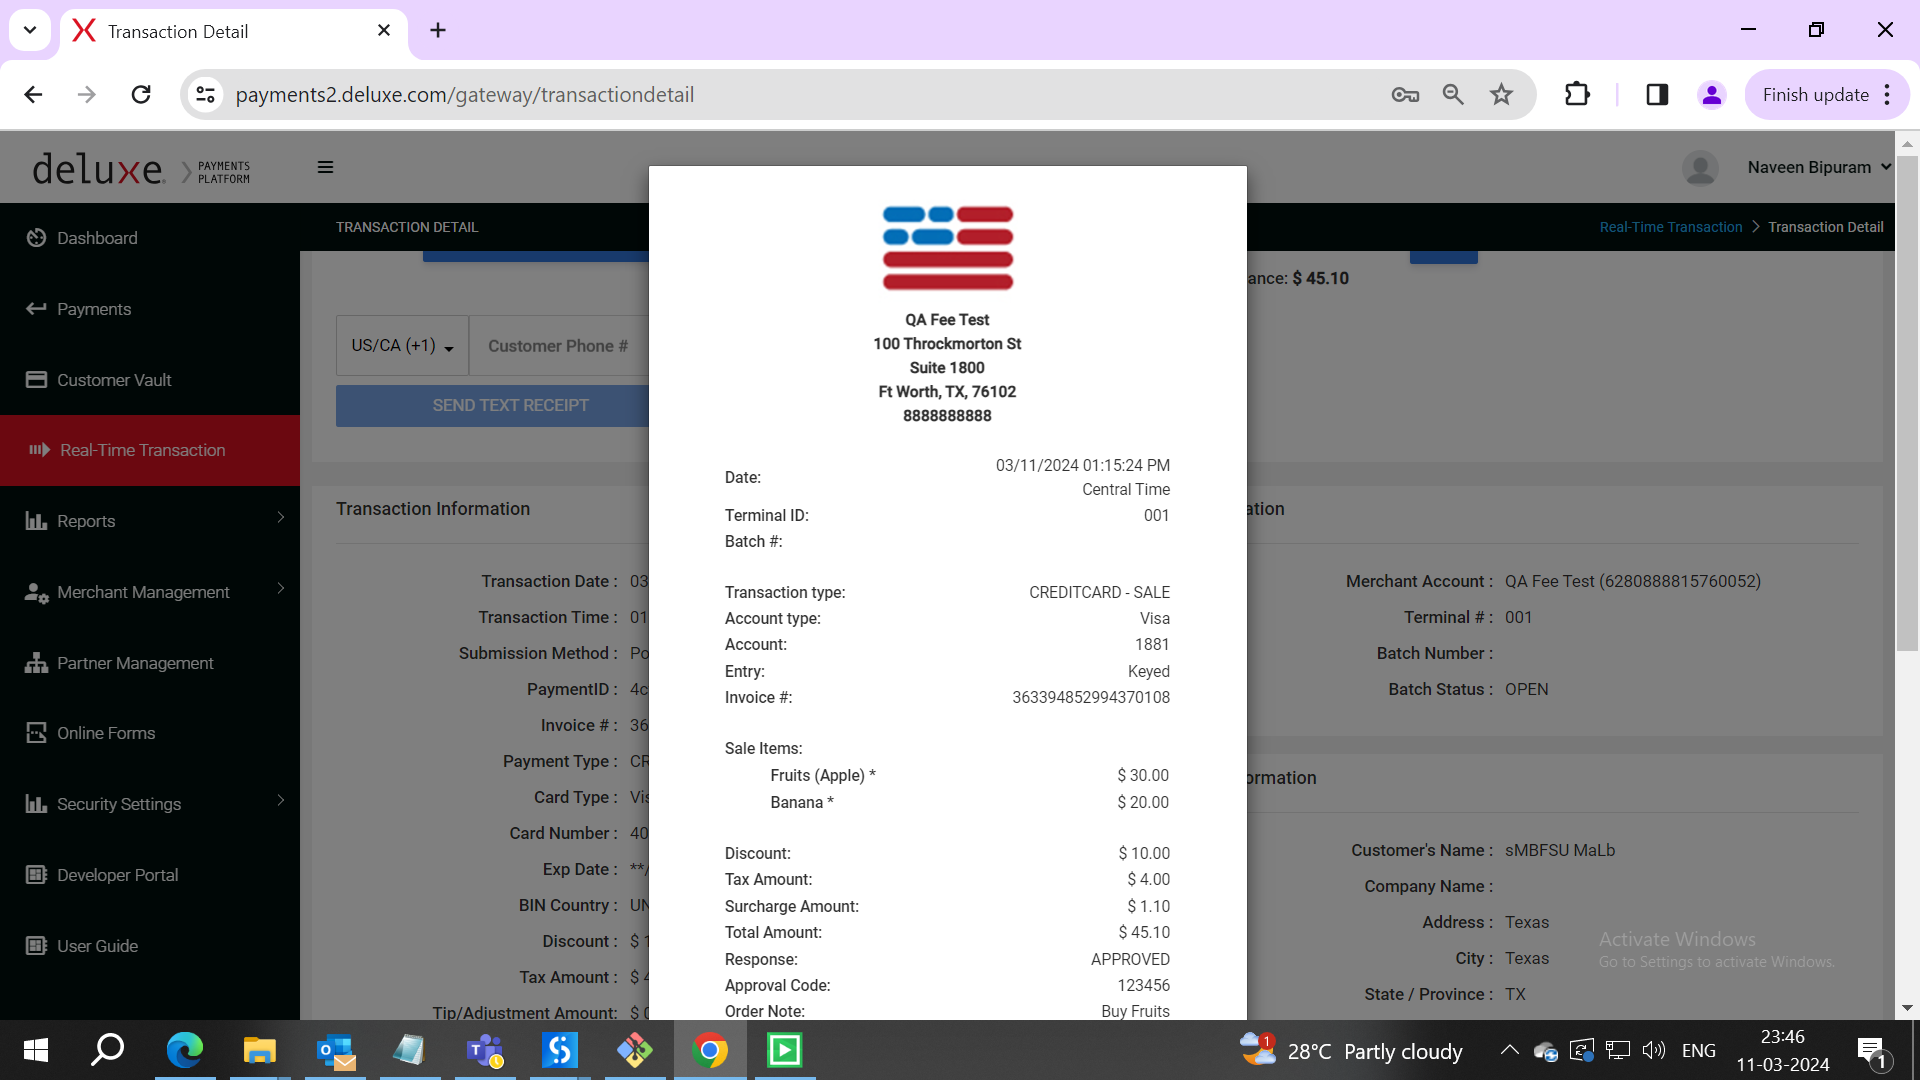 Transaction Detail
payments2.deluxe.com/gateway/transactiondetail
Finish update
deluxe. PAYMENTS PLATFORM
Naveen Bipuram
Dashboard
Payments
Customer Vault
Real-Time Transaction
Reports
Merchant Management
Partner Management
Online Forms
Security Settings
Developer Portal
User Guide
TRANSACTION DETAIL
Real-Time Transaction > Transaction Detail
US/CA (+1)
Customer Phone #
SEND TEXT RECEIPT
ance: $ 45.10
Transaction Information
Transaction Date : 03
Transaction Time : 01
Submission Method : Po
PaymentID : 4c
Invoice # : 36
Payment Type : CR
Card Type : Vis
Card Number : 40
Exp Date : **/
BIN Country : UN
Discount : $ 1
Tax Amount : $ 4
Tip/Adjustment Amount: $ 0
QA Fee Test
100 Throckmorton St
Suite 1800
Ft Worth, TX, 76102
8888888888
Date: 03/11/2024 01:15:24 PM
Central Time
Terminal ID: 001
Batch #:
Transaction type: CREDITCARD - SALE
Account type: Visa
Account: 1881
Entry: Keyed
Invoice #: 363394852994370108
Sale Items:
Fruits (Apple) * $ 30.00
Banana * $ 20.00
Discount: $ 10.00
Tax Amount: $ 4.00
Surcharge Amount: $ 1.10
Total Amount: $ 45.10
Response: APPROVED
Approval Code: 123456
Order Note: Buy Fruits
ation
Merchant Account : QA Fee Test (6280888815760052)
Terminal # : 001
Batch Number :
Batch Status : OPEN
ormation
Customer's Name : sMBFSU MaLb
Company Name :
Address : Texas
City : Texas
State / Province : TX
Activate Windows
Go to Settings to activate Windows.
1
28°C Partly cloudy
ENG
23:46
11-03-2024
1